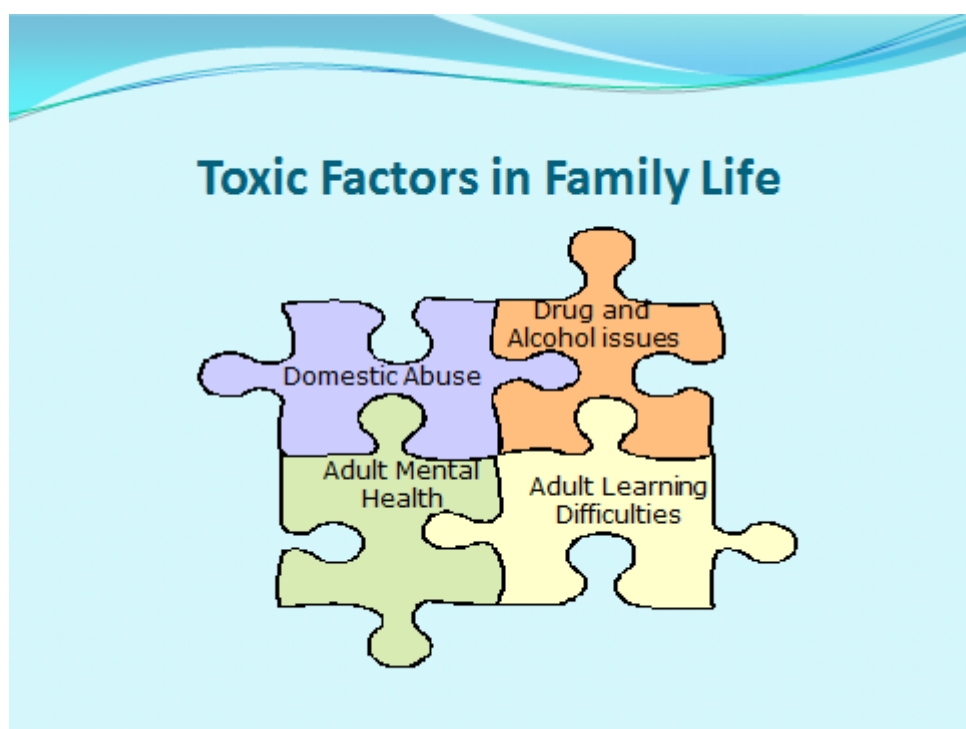 Toxic Factors in Family Life
Drug and
Alcohol issues
Domestic Abuse
Adult Mental
Health
Adult Learning
Difficulties